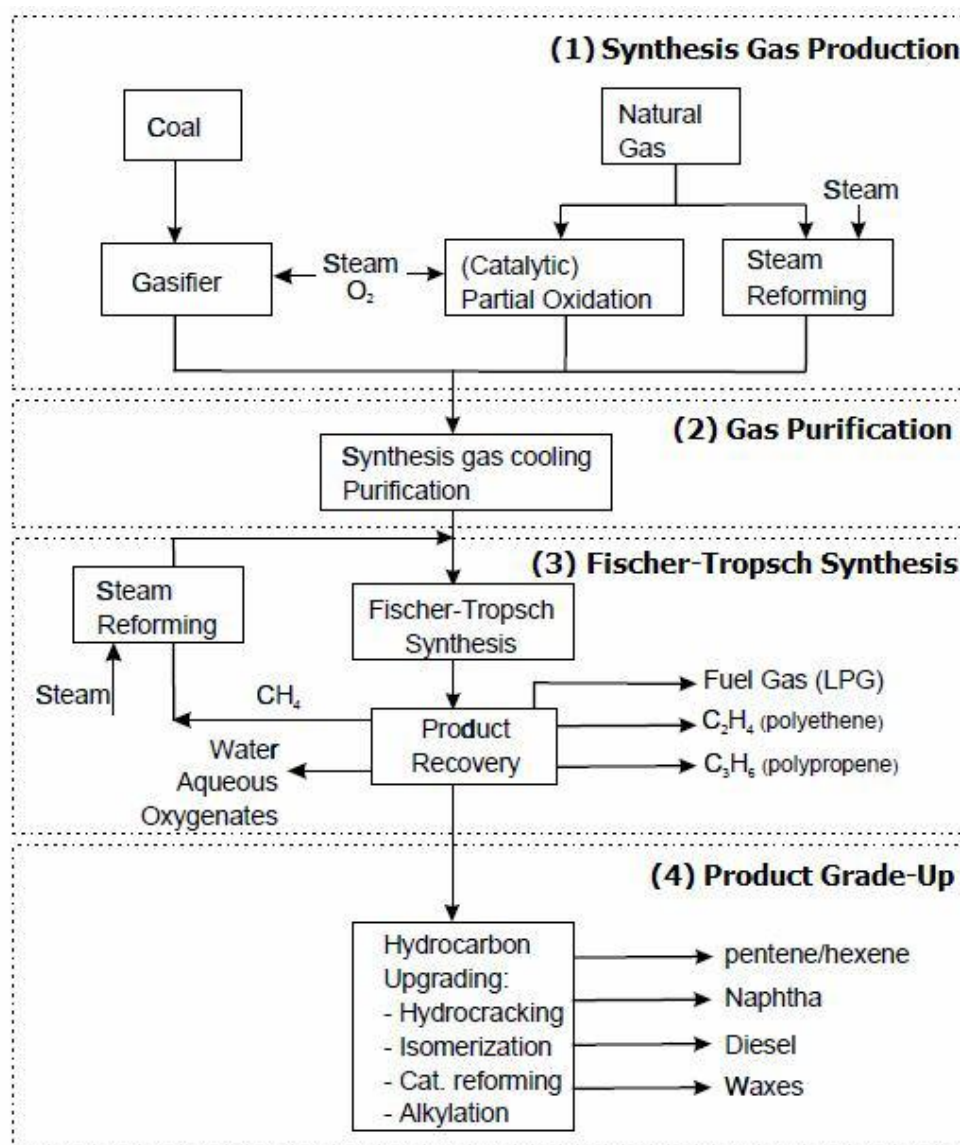 (1) Synthesis Gas Production
Coal
Natural
Gas
Steam
Gasifier
Steam
O₂
(Catalytic)
Partial Oxidation
Steam
Reforming
(2) Gas Purification
Synthesis gas cooling
Purification
(3) Fischer-Tropsch Synthesis
Steam
Reforming
Fischer-Tropsch
Synthesis
Steam
CH₄
Product
Recovery
Fuel Gas (LPG)
C₂H₄ (polyethene)
C₃H₆ (polypropene)
Water
Aqueous
Oxygenates
(4) Product Grade-Up
Hydrocarbon
Upgrading:
- Hydrocracking
- Isomerization
- Cat. reforming
- Alkylation
pentene/hexene
Naphtha
Diesel
Waxes